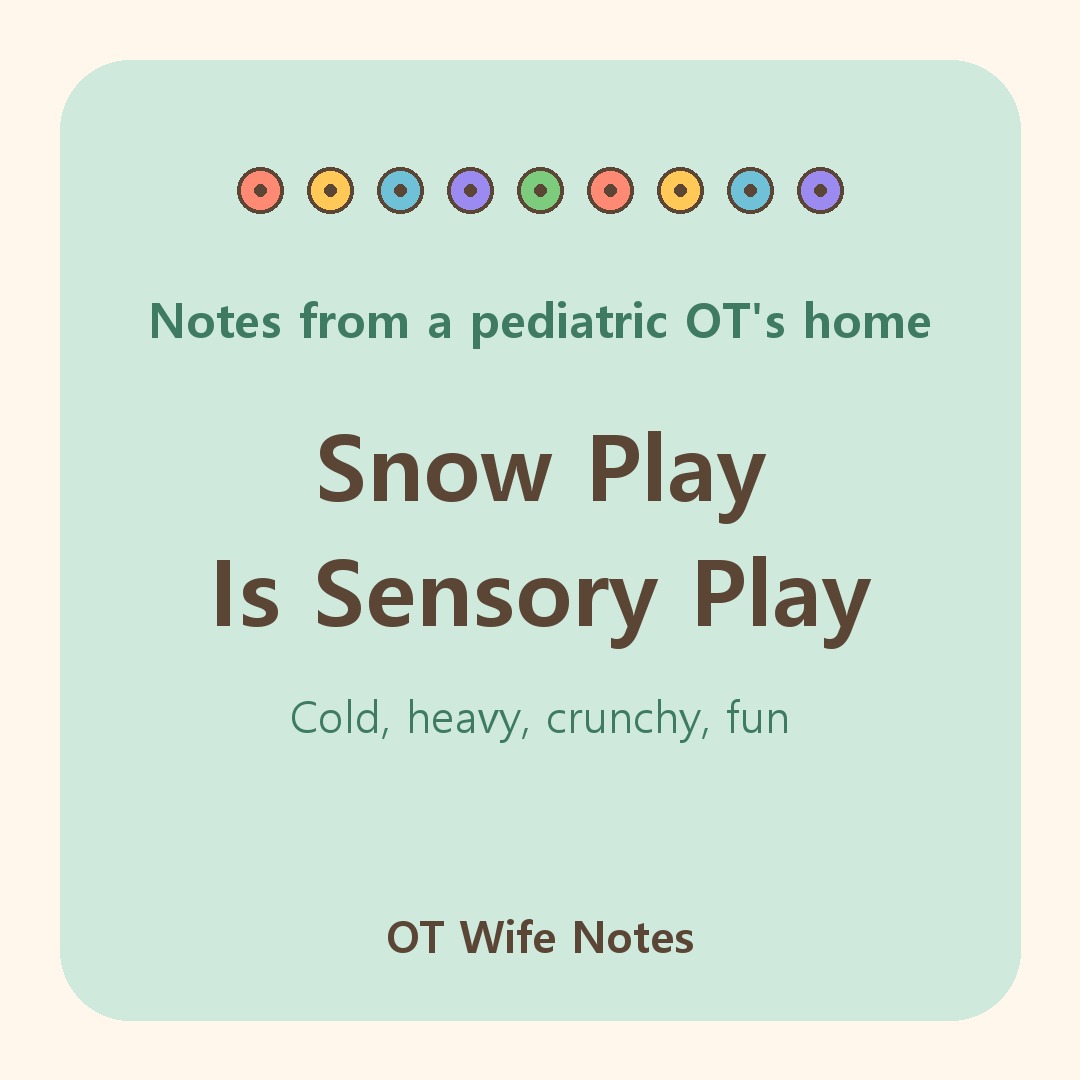 Notes from a pediatric OT's home
Snow Play
Is Sensory Play
Cold, heavy, crunchy, fun
OT Wife Notes